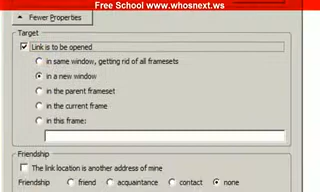 Free School www.whosnext.ws
Fewer Properties
Target
Link is to be opened
in same window, getting rid of all framesets
in a new window
in the parent frameset
in the current frame
in this frame:
Friendship
The link location is another address of mine
Friendship friend acquaintance contact none